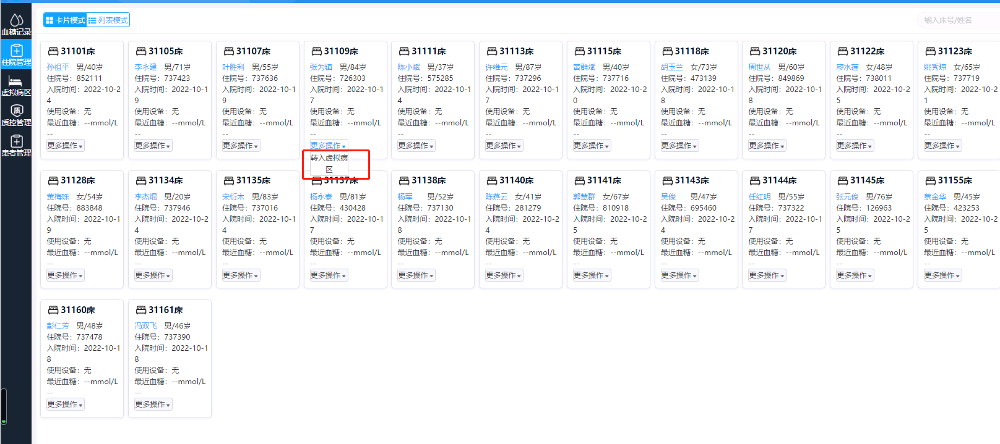 血糖记录
住院管理
虚拟病区
质
质控管理
患者管理
卡片模式 列表模式
输入床号/姓名
31101床
孙祖平 男/40岁
住院号：852111
入院时间：2022-10-2
4
使用设备：无
最近血糖：--mmol/L
--
更多操作
31105床
李永建 男/71岁
住院号：737423
入院时间：2022-10-1
9
使用设备：无
最近血糖：--mmol/L
--
更多操作
31107床
叶胜利 男/55岁
住院号：737636
入院时间：2022-10-1
9
使用设备：无
最近血糖：--mmol/L
--
更多操作
31109床
张为镇 男/84岁
住院号：726303
入院时间：2022-10-1
7
使用设备：无
最近血糖：--mmol/L
--
更多操作
转入虚拟病
区
31111床
陈小斌 男/37岁
住院号：575285
入院时间：2022-10-1
4
使用设备：无
最近血糖：--mmol/L
--
更多操作
31113床
许维元 男/87岁
住院号：737296
入院时间：2022-10-1
7
使用设备：无
最近血糖：--mmol/L
--
更多操作
31115床
黄群斌 男/40岁
住院号：737716
入院时间：2022-10-2
0
使用设备：无
最近血糖：--mmol/L
--
更多操作
31118床
胡玉兰 女/73岁
住院号：473139
入院时间：2022-10-1
8
使用设备：无
最近血糖：--mmol/L
--
更多操作
31120床
周世从 男/60岁
住院号：849869
入院时间：2022-10-1
8
使用设备：无
最近血糖：--mmol/L
--
更多操作
31122床
廖水莲 女/48岁
住院号：738011
入院时间：2022-10-2
5
使用设备：无
最近血糖：--mmol/L
--
更多操作
31123床
姚秀琼 女/65岁
住院号：737719
入院时间：2022-10-2
1
使用设备：无
最近血糖：--mmol/L
--
更多操作
31128床
黄梅珠 女/54岁
住院号：883848
入院时间：2022-10-1
9
使用设备：无
最近血糖：--mmol/L
--
更多操作
31134床
李杰焜 男/20岁
住院号：737946
入院时间：2022-10-2
4
使用设备：无
最近血糖：--mmol/L
--
更多操作
31135床
宋衍木 男/83岁
住院号：737016
入院时间：2022-10-1
4
使用设备：无
最近血糖：--mmol/L
--
更多操作
31137床
杨永泰 男/81岁
住院号：430428
入院时间：2022-10-1
7
使用设备：无
最近血糖：--mmol/L
--
更多操作
31138床
杨军 男/52岁
住院号：737130
入院时间：2022-10-1
8
使用设备：无
最近血糖：--mmol/L
--
更多操作
31140床
陈燕云 女/41岁
住院号：281279
入院时间：2022-10-2
4
使用设备：无
最近血糖：--mmol/L
--
更多操作
31141床
郭慧群 女/67岁
住院号：810918
入院时间：2022-10-2
5
使用设备：无
最近血糖：--mmol/L
--
更多操作
31143床
吴俊 男/47岁
住院号：695460
入院时间：2022-10-2
4
使用设备：无
最近血糖：--mmol/L
--
更多操作
31144床
任红明 男/55岁
住院号：737322
入院时间：2022-10-1
7
使用设备：无
最近血糖：--mmol/L
--
更多操作
31145床
张元俊 男/76岁
住院号：126963
入院时间：2022-10-2
5
使用设备：无
最近血糖：--mmol/L
--
更多操作
31155床
蔡金华 男/45岁
住院号：423253
入院时间：2022-10-2
5
使用设备：无
最近血糖：--mmol/L
--
更多操作
31160床
彭仁芳 男/48岁
住院号：737478
入院时间：2022-10-1
8
使用设备：无
最近血糖：--mmol/L
--
更多操作
31161床
冯双飞 男/46岁
住院号：737390
入院时间：2022-10-1
8
使用设备：无
最近血糖：--mmol/L
--
更多操作